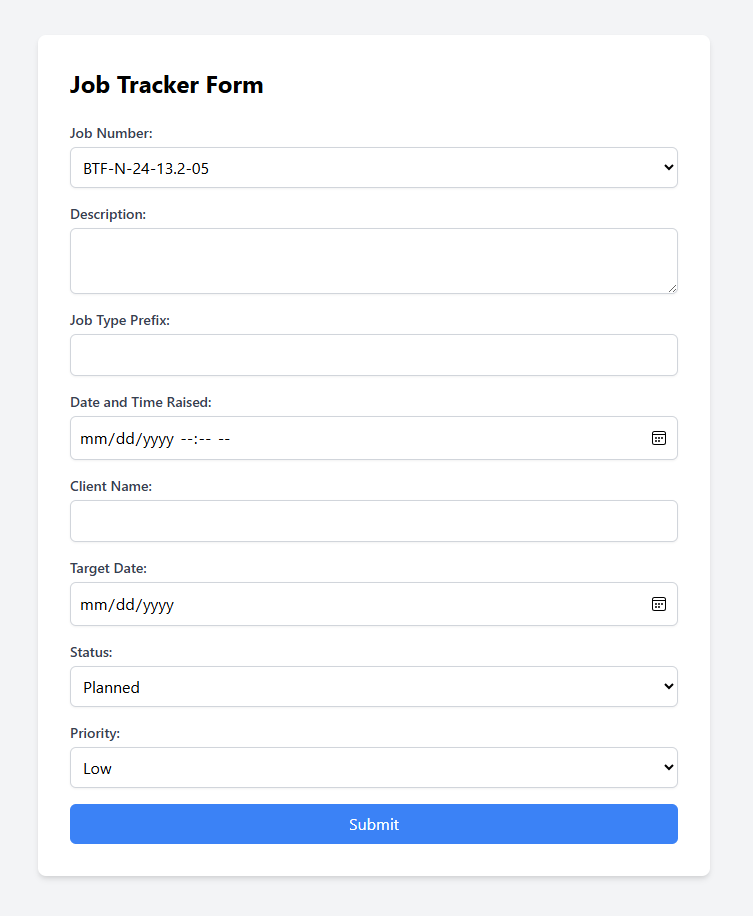 Job Tracker Form
Job Number:
BTF-N-24-13.2-05
Description:
Job Type Prefix:
Date and Time Raised:
mm/dd/yyyy --:-- --
Client Name:
Target Date:
mm/dd/yyyy
Status:
Planned
Priority:
Low
Submit